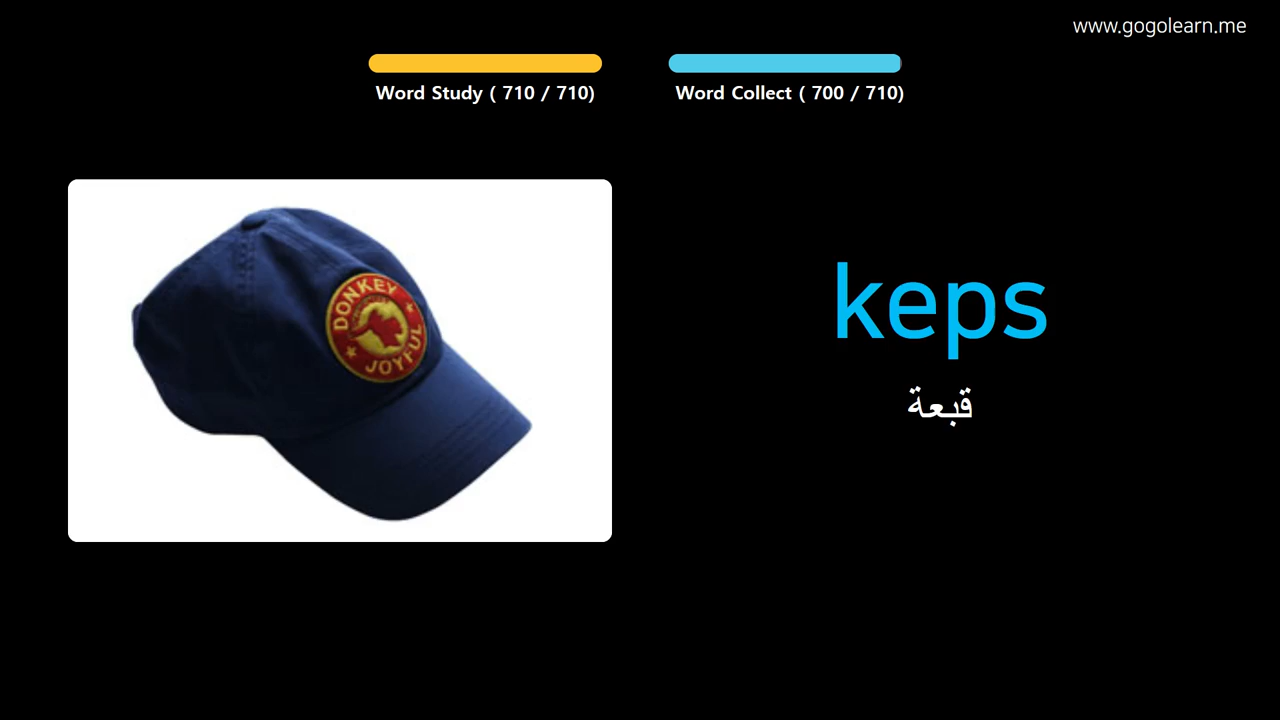 www.gogolearn.me
Word Study ( 710 / 710)
Word Collect ( 700 / 710)
DONKEY
JOYFUL
keps
قبعة